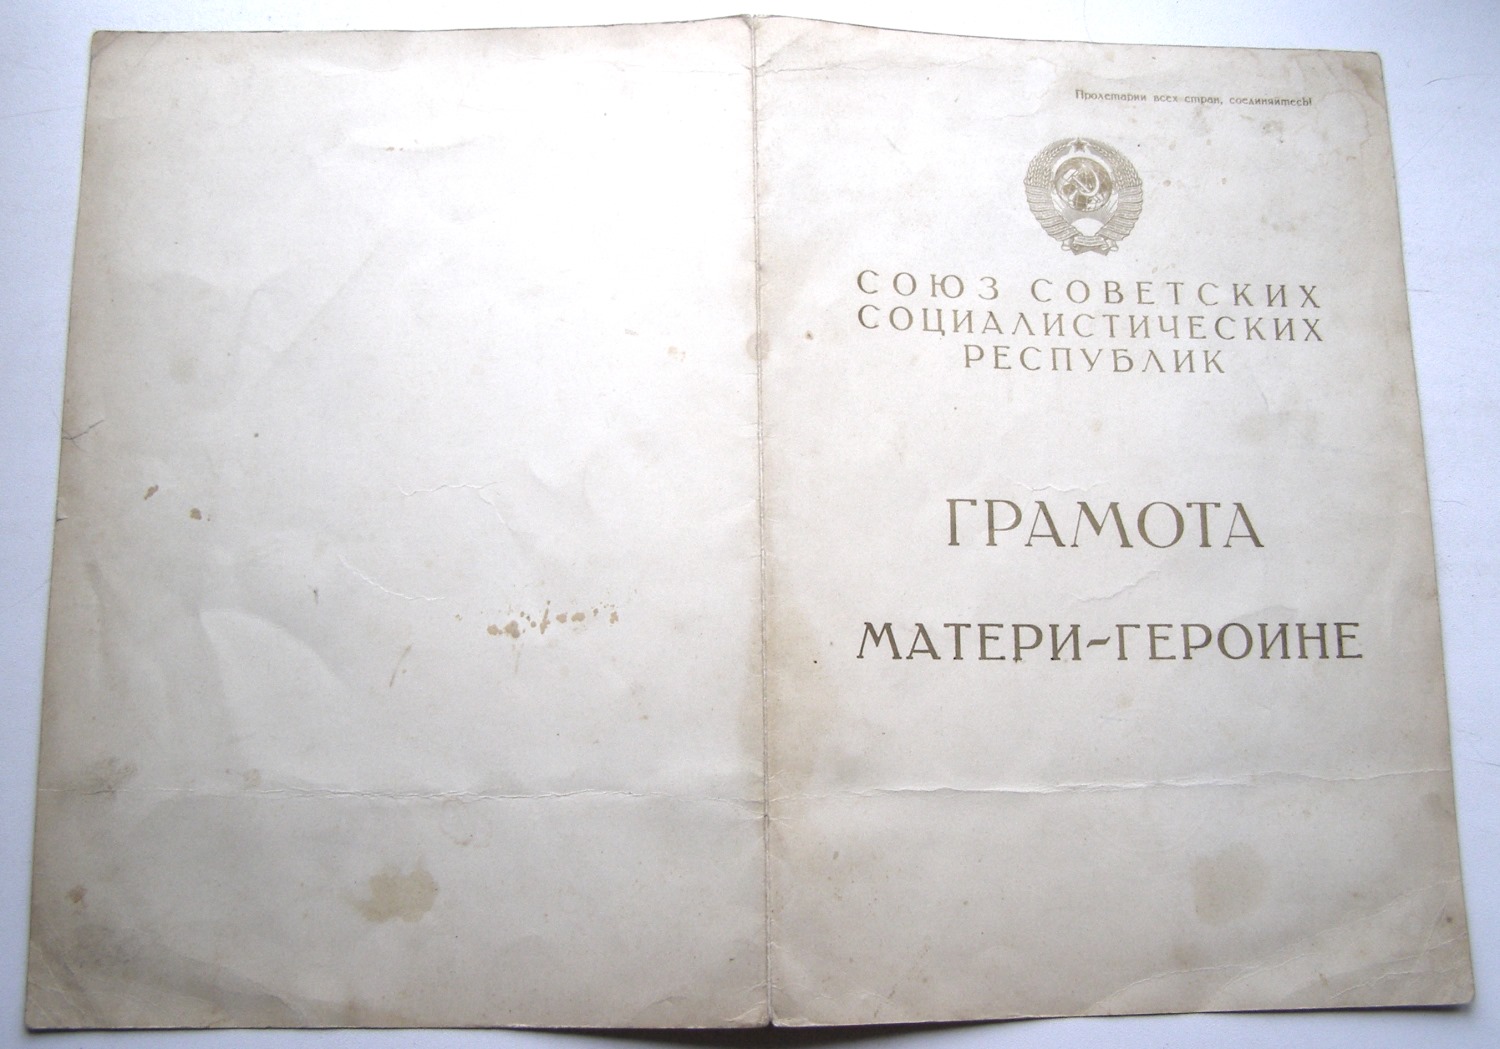 Пролетарии всех стран, соединяйтесь!
СОЮЗ СОВЕТСКИХ
СОЦИАЛИСТИЧЕСКИХ
РЕСПУБЛИК
ГРАМОТА
МАТЕРИ-ГЕРОИНЕ